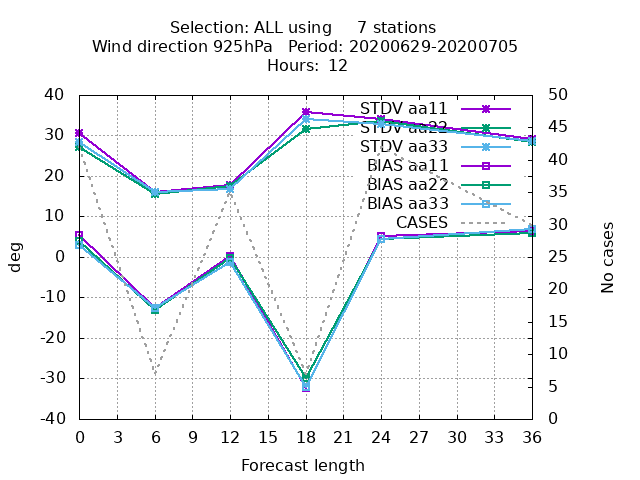 Selection: ALL using     7 stations
Wind direction 925hPa   Period: 20200629-20200705
Hours: 12
deg
40
30
20
10
0
-10
-20
-30
-40
STDV aa11
STDV aa22
STDV aa33
BIAS aa11
BIAS aa22
BIAS aa33
CASES
50
45
40
35
30
25
20
15
10
5
0
No cases
0 3 6 9 12 15 18 21 24 27 30 33 36
Forecast length